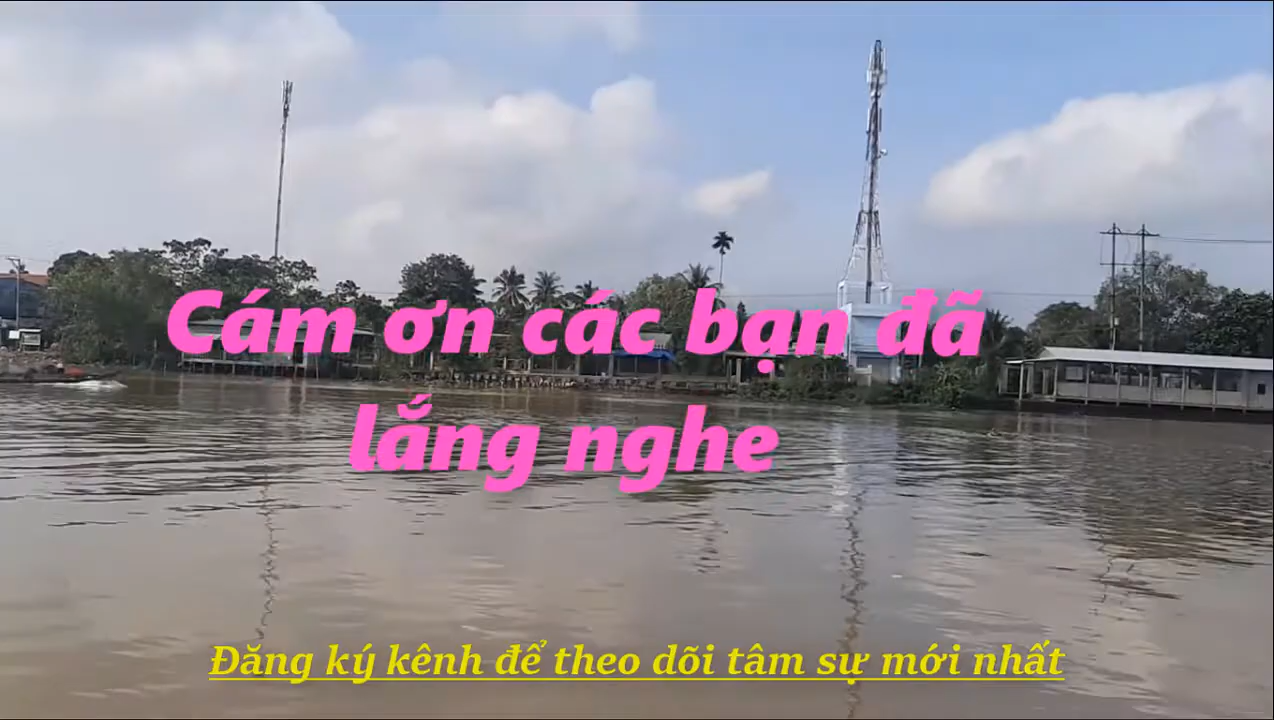 Cám ơn các bạn đã
lắng nghe
Đăng ký kênh để theo dõi tâm sự mới nhất